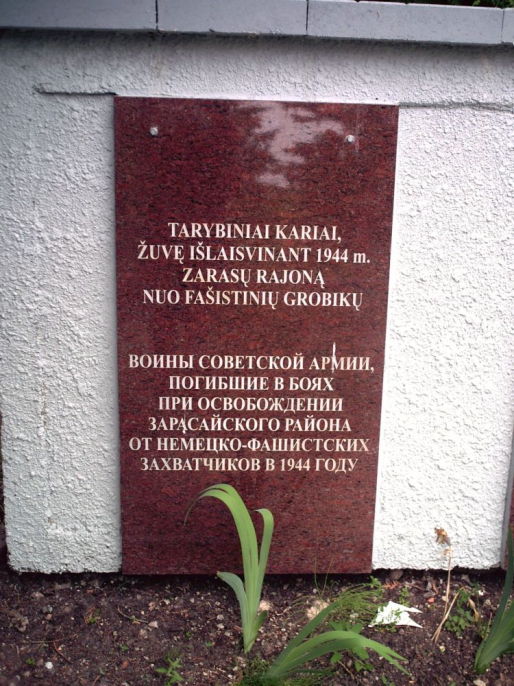 TARYBINIAI KARIAI,
ŽUVĘ IŠLAISVINANT 1944 m.
ZARASŲ RAJONĄ
NUO FAŠISTINIŲ GROBIKŲ
ВОИНЫ СОВЕТСКОЙ АРМИИ,
ПОГИБШИЕ В БОЯХ
ПРИ ОСВОБОЖДЕНИИ
ЗАРАСАЙСКОГО РАЙОНА
ОТ НЕМЕЦКО-ФАШИСТСКИХ
ЗАХВАТЧИКОВ В 1944 ГОДУ.